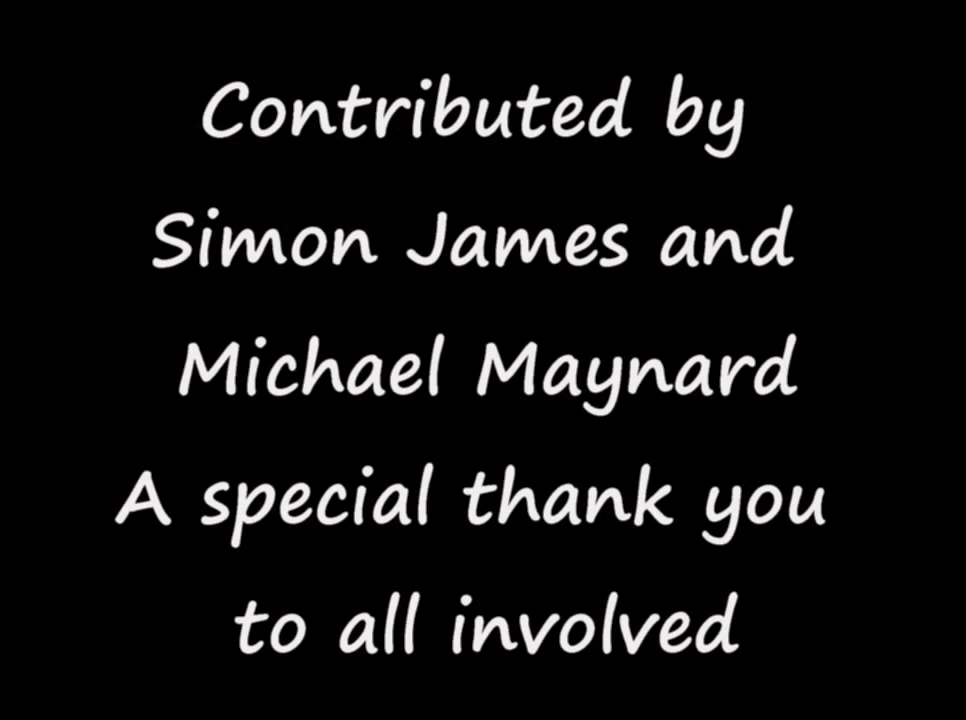 Contributed by
Simon James and
Michael Maynard
A special thank you
to all involved